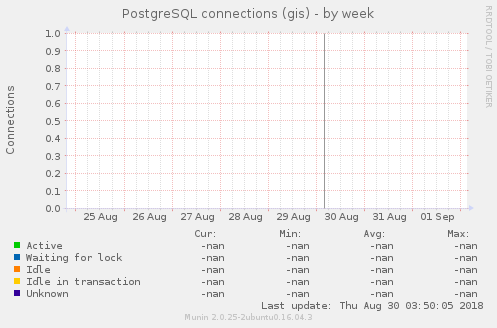 PostgreSQL connections (gis) - by week
RRDTOOL / TOBI OETIKER
Connections
1.0
0.9
0.8
0.7
0.6
0.5
0.4
0.3
0.2
0.1
0.0
25 Aug 26 Aug 27 Aug 28 Aug 29 Aug 30 Aug 31 Aug 01 Sep
Cur: Min: Avg: Max:
Active -nan -nan -nan -nan
Waiting for lock -nan -nan -nan -nan
Idle -nan -nan -nan -nan
Idle in transaction -nan -nan -nan -nan
Unknown -nan -nan -nan -nan
Last update: Thu Aug 30 03:50:05 2018
Munin 2.0.25-2ubuntu0.16.04.3